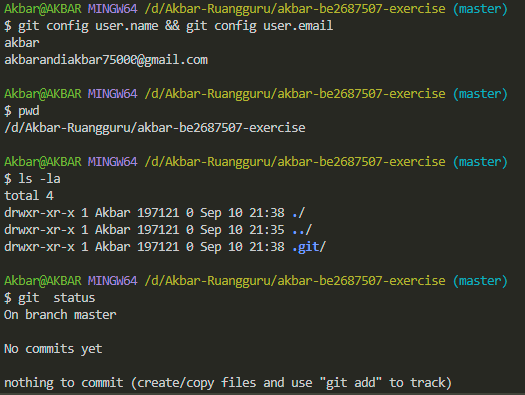 Akbar@AKBAR MINGW64 /d/Akbar-Ruangguru/akbar-be2687507-exercise (master)
$ git config user.name && git config user.email
akbar
akbarandiakbar75000@gmail.com
Akbar@AKBAR MINGW64 /d/Akbar-Ruangguru/akbar-be2687507-exercise (master)
$ pwd
/d/Akbar-Ruangguru/akbar-be2687507-exercise
Akbar@AKBAR MINGW64 /d/Akbar-Ruangguru/akbar-be2687507-exercise (master)
$ ls -la
total 4
drwxr-xr-x 1 Akbar 197121 0 Sep 10 21:38 ./
drwxr-xr-x 1 Akbar 197121 0 Sep 10 21:35 ../
drwxr-xr-x 1 Akbar 197121 0 Sep 10 21:38 .git/
Akbar@AKBAR MINGW64 /d/Akbar-Ruangguru/akbar-be2687507-exercise (master)
$ git  status
On branch master
No commits yet
nothing to commit (create/copy files and use "git add" to track)